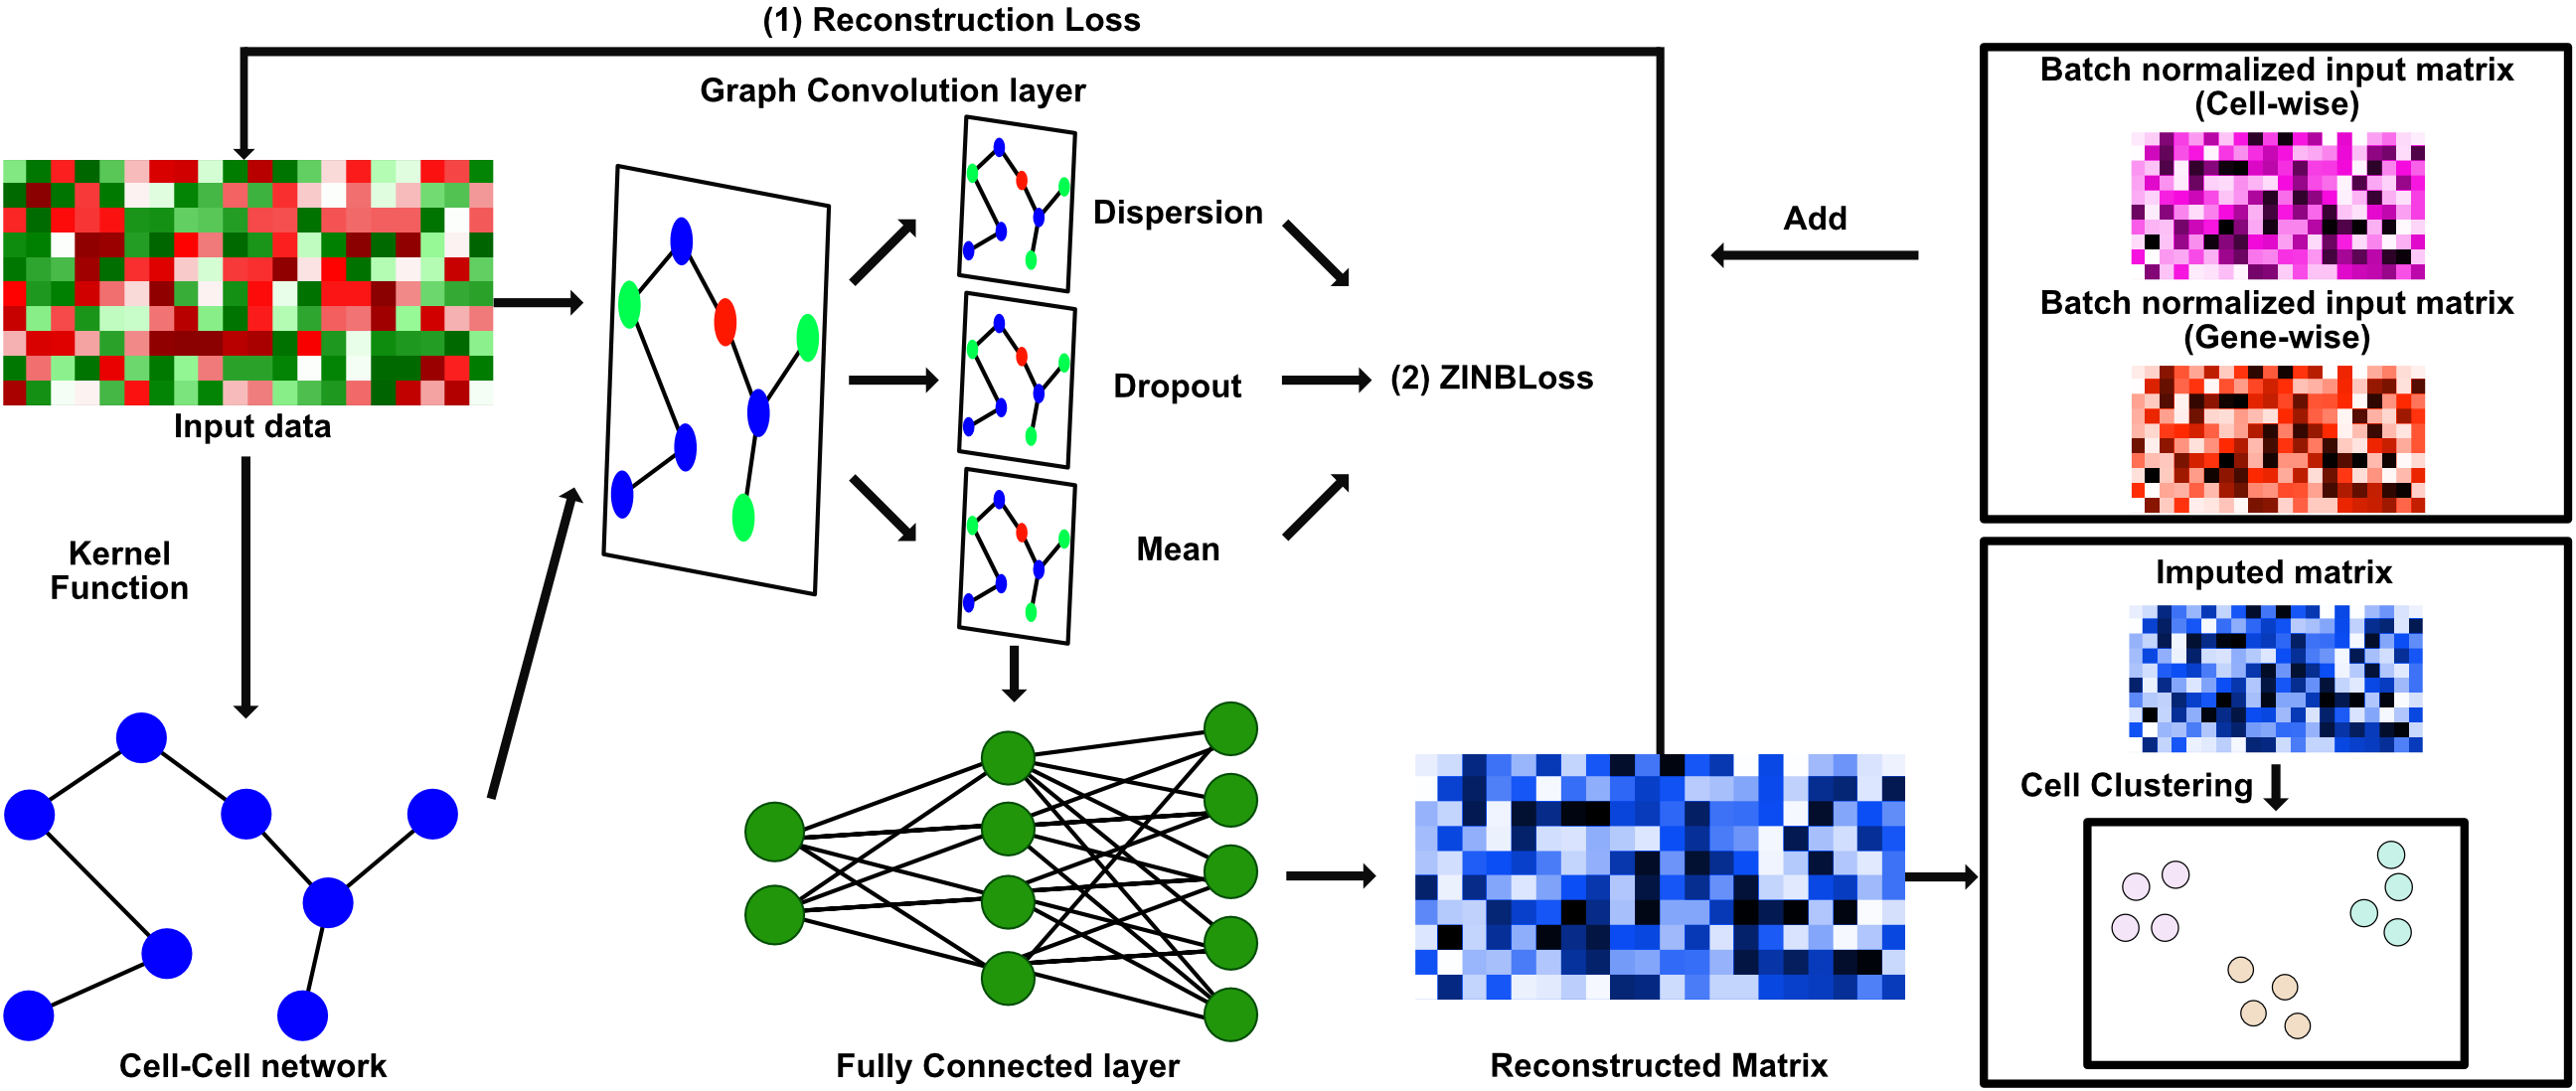 (1) Reconstruction Loss
Graph Convolution layer
Input data
Kernel
Function
Cell-Cell network
Dispersion
Dropout
Mean
(2) ZINBLoss
Fully Connected layer
Reconstructed Matrix
Add
Batch normalized input matrix
(Cell-wise)
Batch normalized input matrix
(Gene-wise)
Imputed matrix
Cell Clustering